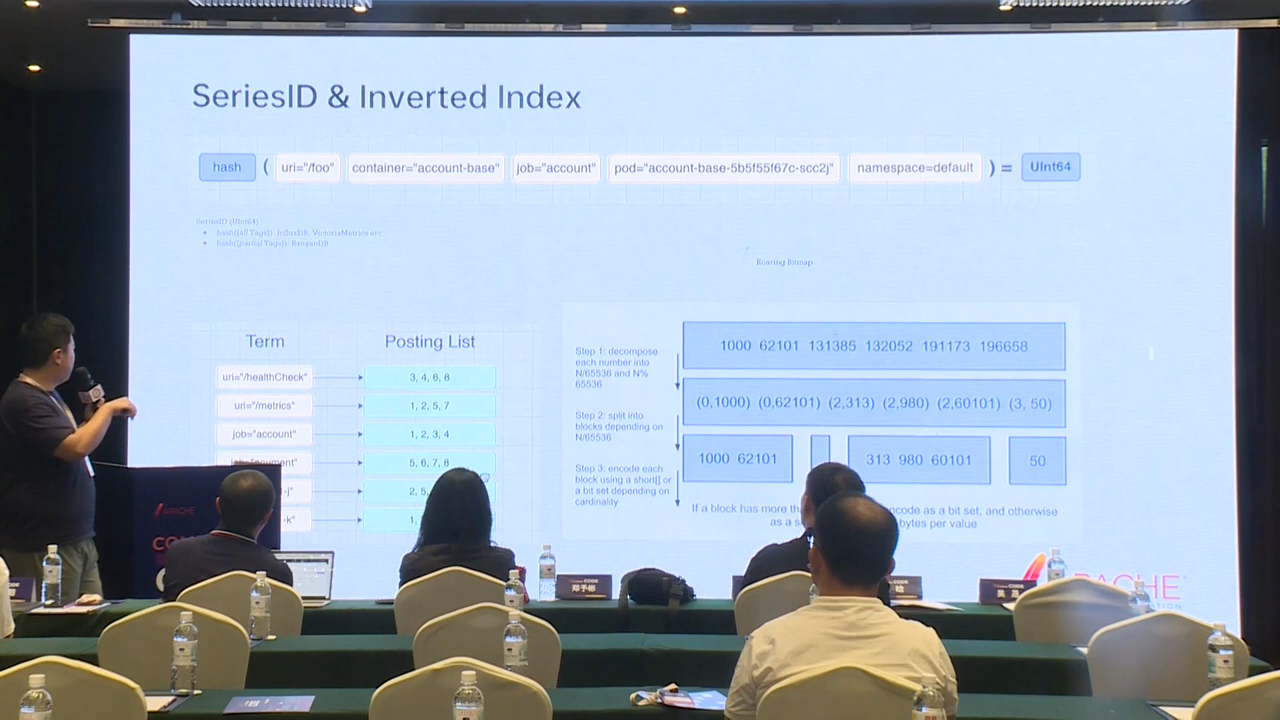 SeriesID & Inverted Index
hash ( uri="/foo" container="account-base" job="account" pod="account-base-5b5f55f67c-scc2j" namespace=default ) = UInt64
SeriesID (UInt64)
• hash([all Tags]): InfluxDB, VictoriaMetrics etc.
• hash([partial Tags]): BanyanDB
Roaring Bitmap
Term Posting List
uri="/healthCheck" 3, 4, 6, 8
uri="/metrics" 1, 2, 5, 7
job="account" 1, 2, 3, 4
5, 6, 7, 8
2, 5,
1,
Step 1: decompose
each number into
N/65536 and N%
65536
Step 2: split into
blocks depending on
N/65536
Step 3: encode each
block using a short[] or
a bit set depending on
cardinality
1000 62101 131385 132052 191173 196658
(0,1000) (0,62101) (2,313) (2,980) (2,60101) (3, 50)
1000 62101 313 980 60101 50
If a block has more encode as a bit set, and otherwise
as a bytes per value.
APACHE
CODE
郑予彬